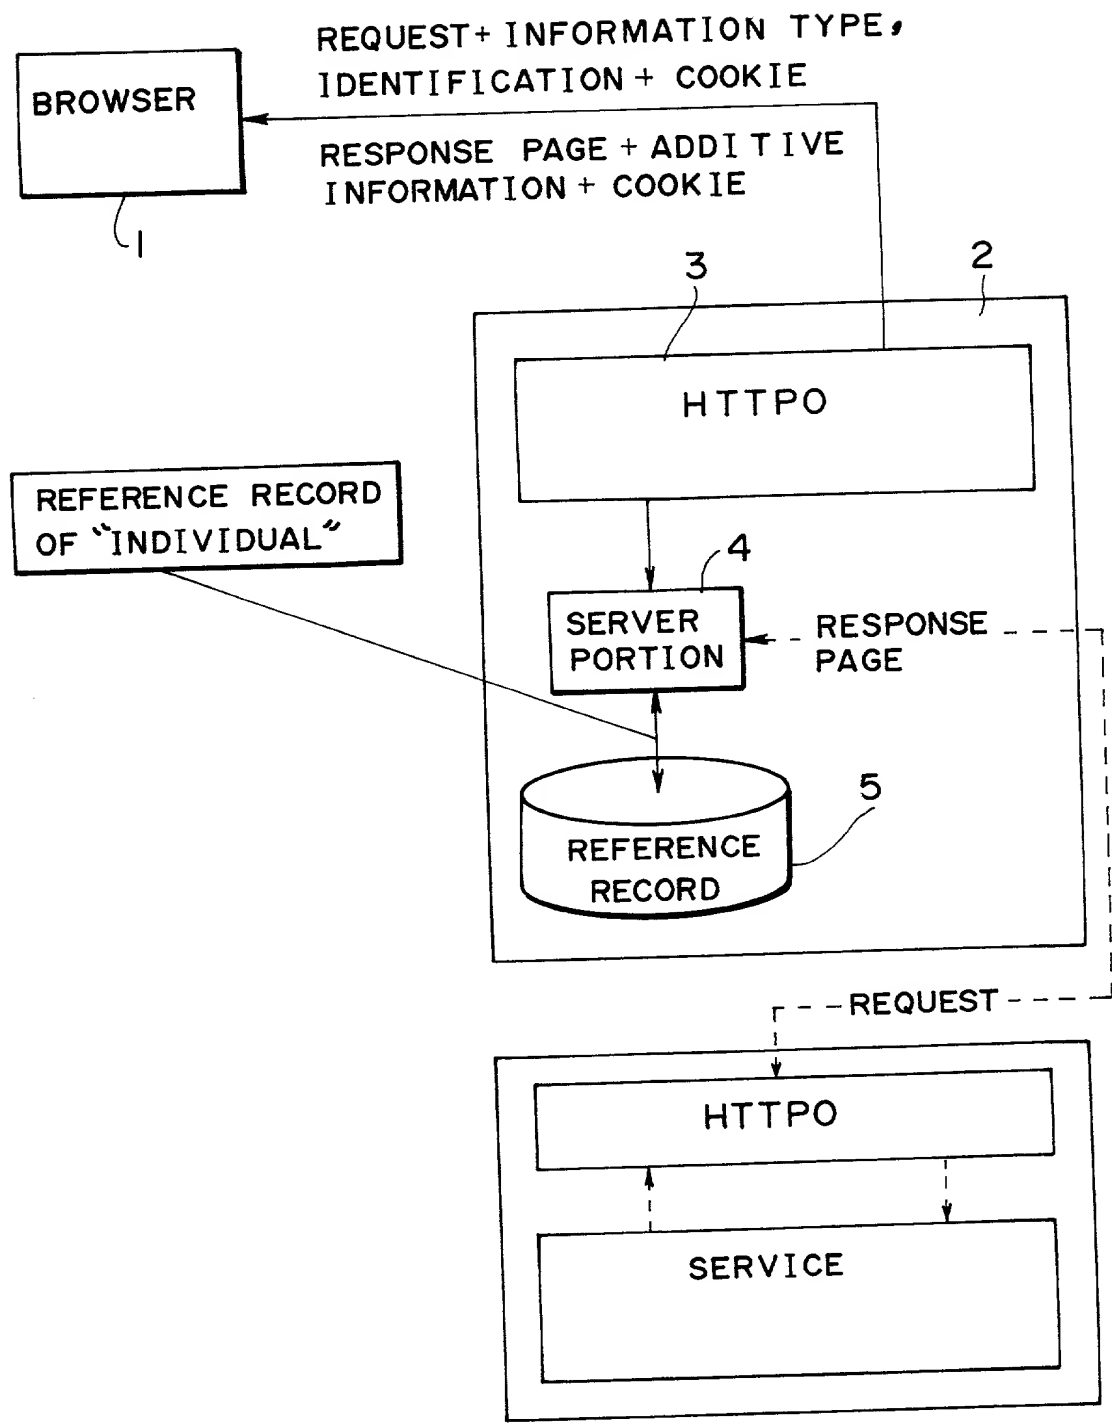 REQUEST+ INFORMATION TYPE,
IDENTIFICATION + COOKIE
BROWSER
RESPONSE PAGE + ADDITIVE
INFORMATION + COOKIE
1
2
3
HTTPO
REFERENCE RECORD
OF "INDIVIDUAL"
4
SERVER
PORTION
RESPONSE
PAGE
5
REFERENCE
RECORD
REQUEST
HTTPO
SERVICE